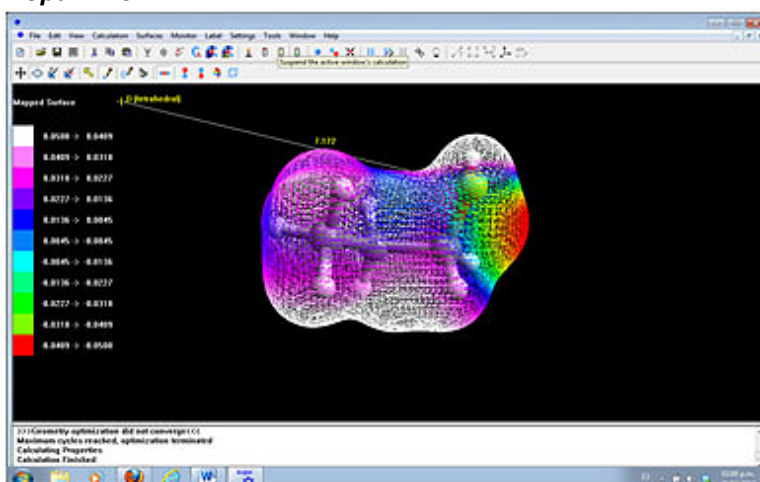 File Edit View Calculation Surfaces Monitor Label Settings Tools Window Help
Suspend the active window's calculation
Mapped Surface
O (tetrahedral)
7.172
0.0500 -> 0.0409
0.0409 -> 0.0318
0.0318 -> 0.0227
0.0227 -> 0.0136
0.0136 -> 0.0045
0.0045 -> -0.0045
-0.0045 -> -0.0136
-0.0136 -> -0.0227
-0.0227 -> -0.0318
-0.0318 -> -0.0409
-0.0409 -> -0.0500
>>>Geometry optimization did not converge<<<
Maximum cycles reached, optimization terminated
Calculating Properties
Calculation Finished